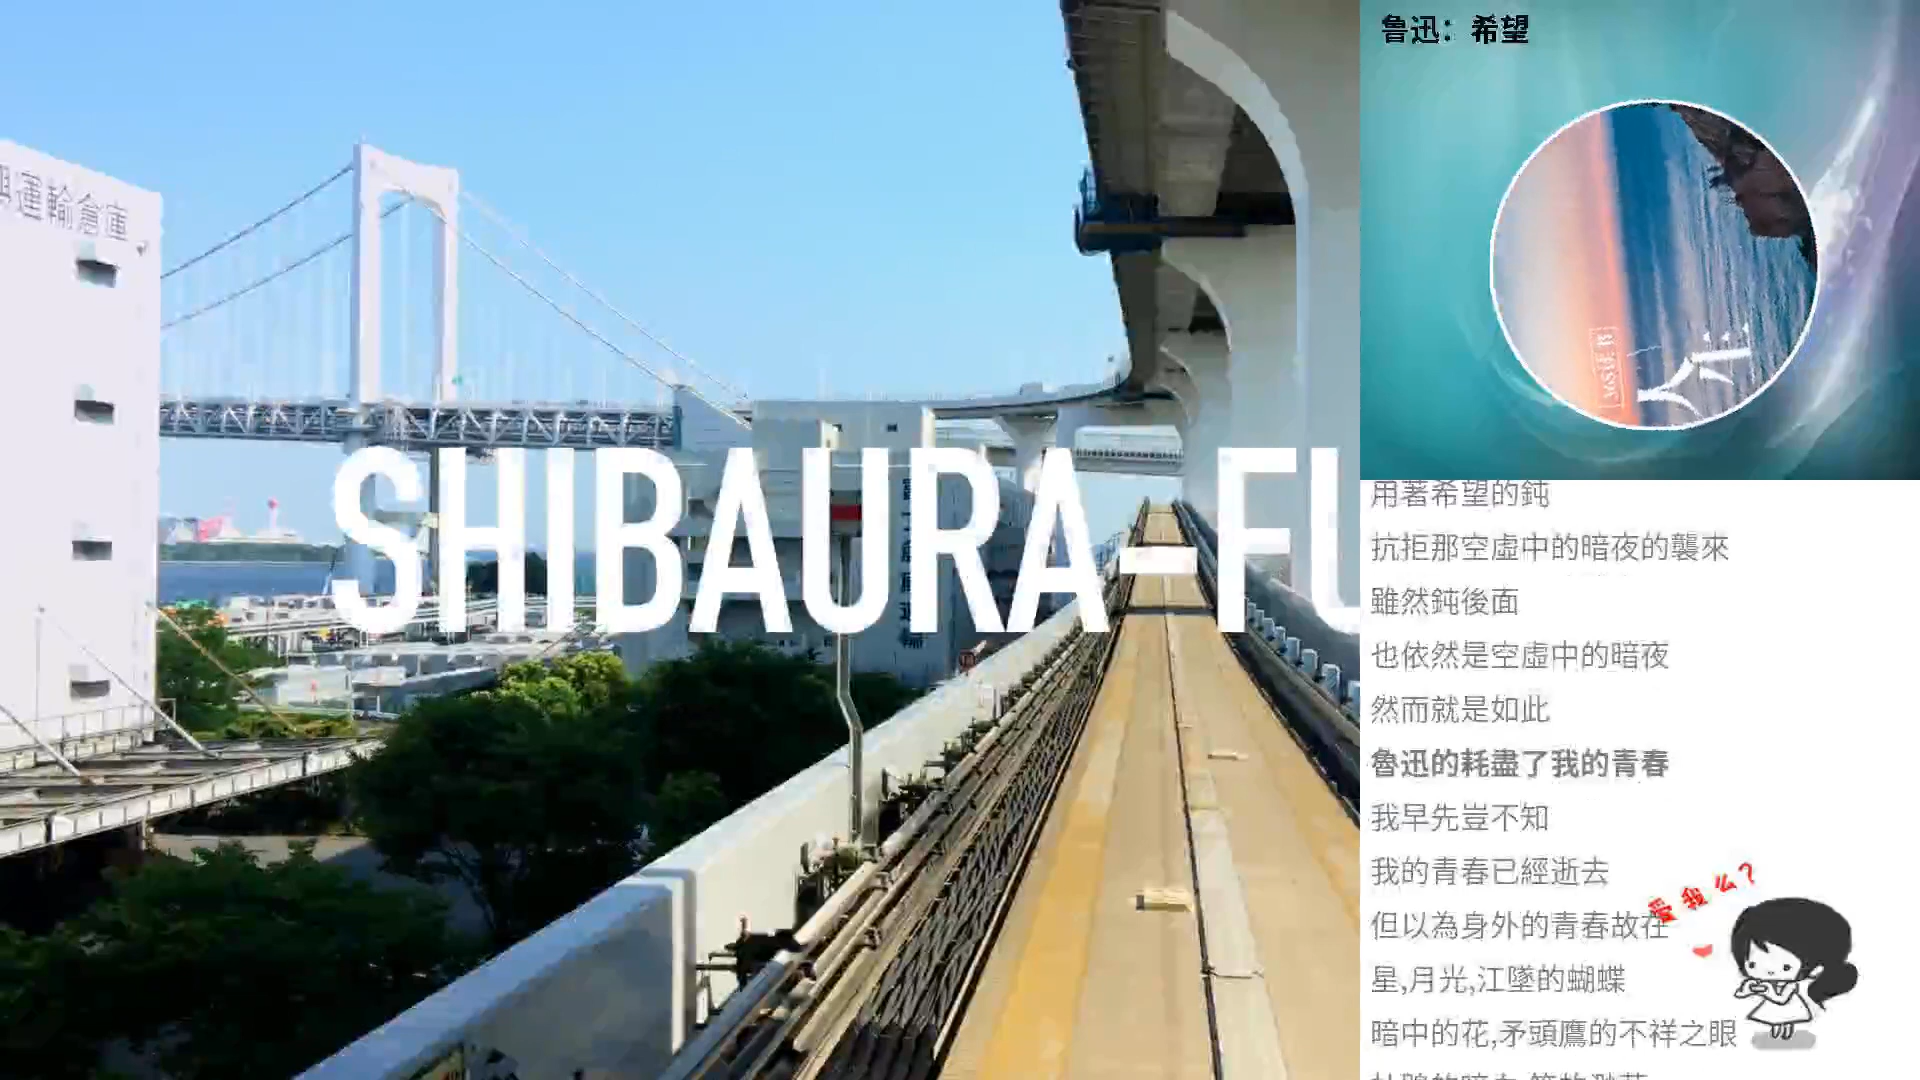 運輸倉庫
SHIBAURA-FU
鲁迅：希望
JOSIE B
用著希望的鈍
抗拒那空虛中的暗夜的襲來
雖然鈍後面
也依然是空虛中的暗夜
然而就是如此
魯迅的耗盡了我的青春
我早先豈不知
我的青春已經逝去
但以為身外的青春故在
愛我么?
星,月光,江墜的蝴蝶
暗中的花,矛頭鷹的不祥之眼